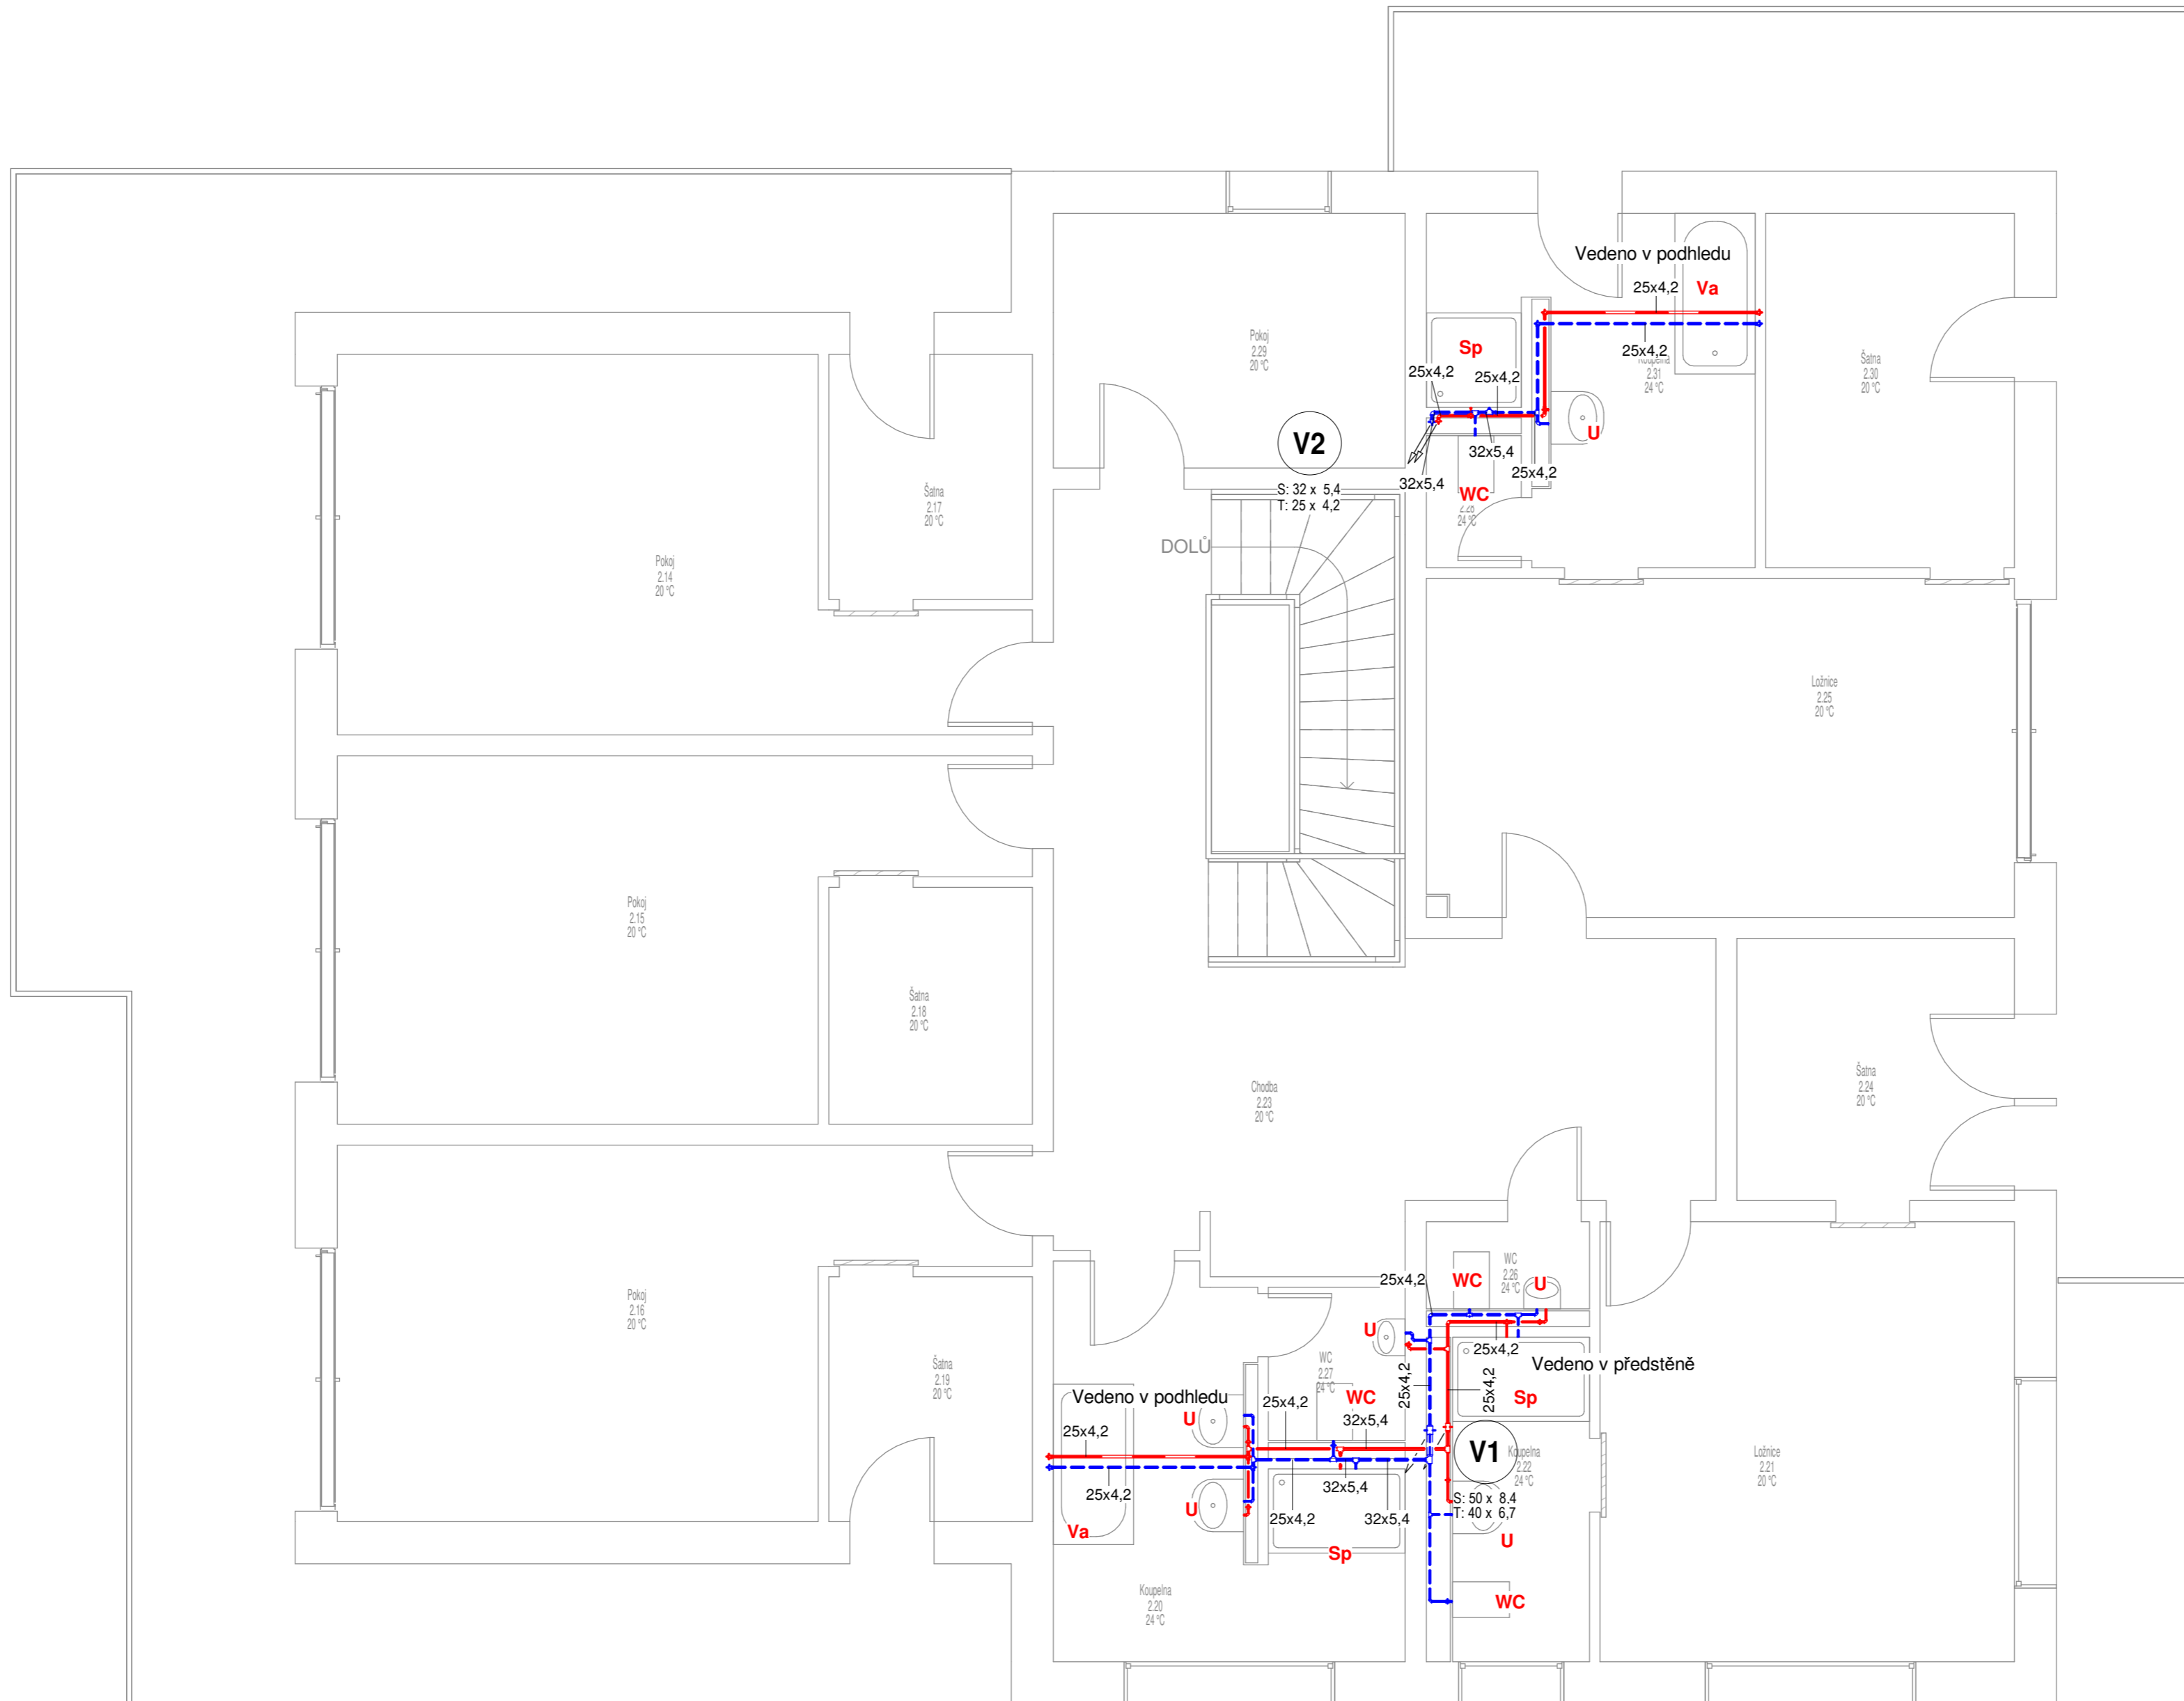 Vedeno v podhledu
25x4,2
Va
25x4,2
Koupelna
2.31
24 °C
Sp
25x4,2
25x4,2
Pokoj
2.29
20 °C
Šatna
2.30
20 °C
V2
S: 32 x 5,4
T: 25 x 4,2
U
32x5,4
25x4,2
32x5,4
WC
2.28
24 °C
DOLŮ
Šatna
2.17
20 °C
Pokoj
2.14
20 °C
Ložnice
2.25
20 °C
Pokoj
2.15
20 °C
Šatna
2.18
20 °C
Chodba
2.23
20 °C
Šatna
2.24
20 °C
Pokoj
2.16
20 °C
Šatna
2.19
20 °C
25x4,2
WC
WC
2.26
24 °C
U
U
25x4,2
Vedeno v předstěně
WC
2.27
24 °C
WC
25x4,2
25x4,2
Sp
Vedeno v podhledu
U
25x4,2
32x5,4
25x4,2
V1
Koupelna
2.22
24 °C
Ložnice
2.21
20 °C
25x4,2
32x5,4
S: 50 x 8.4
T: 40 x 6,7
U
25x4,2
32x5,4
Va
U
Sp
Koupelna
2.20
24 °C
WC